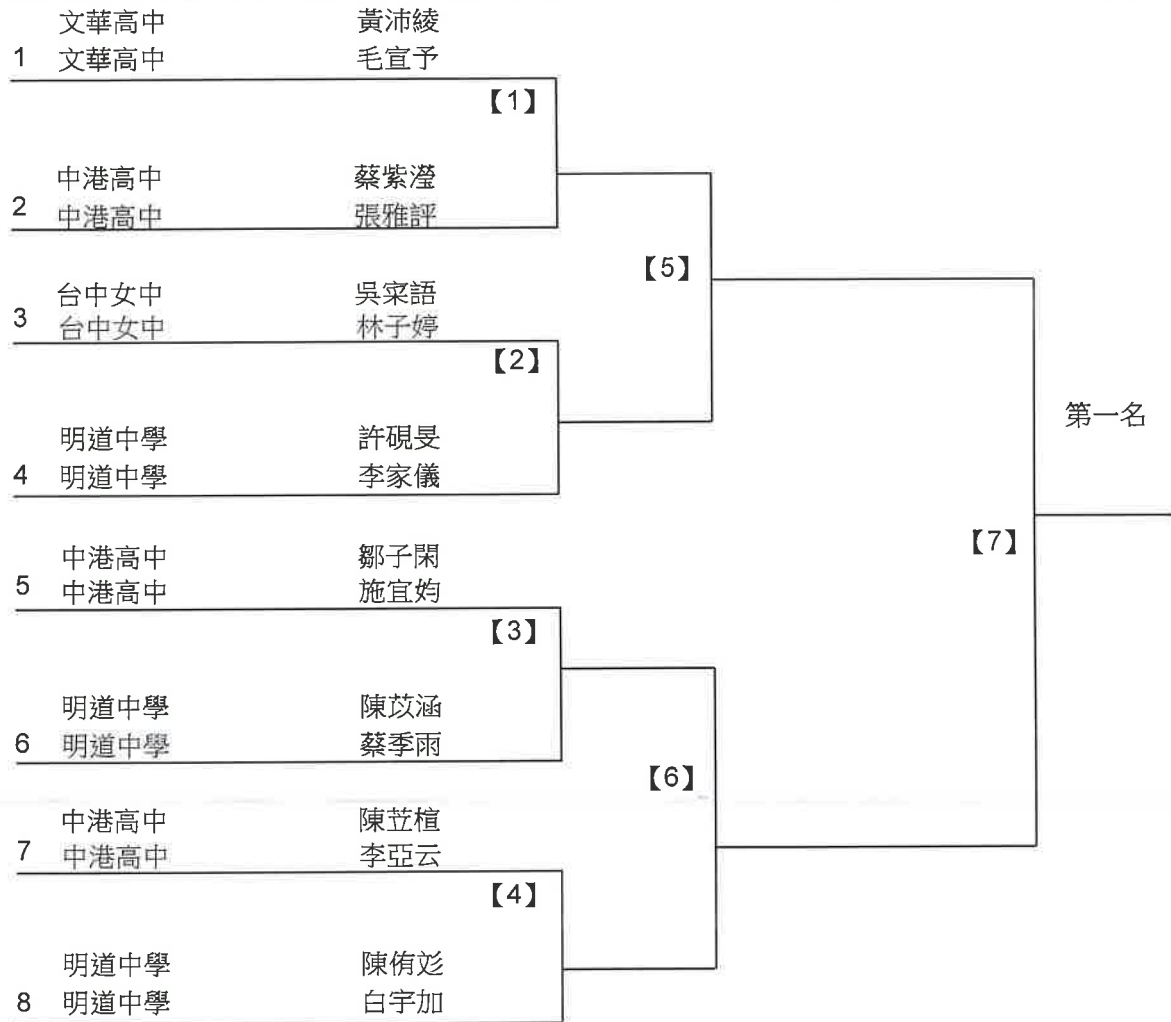 文華高中 黃沛綾
1 文華高中 毛宣予
【1】
中港高中 蔡紫瀅
2 中港高中 張雅評
【5】
台中女中 吳寀語
3 台中女中 林子婷
【2】
明道中學 許硯旻
4 明道中學 李家儀
第一名
【7】
中港高中 鄒子閑
5 中港高中 施宜妁
【3】
明道中學 陳苡涵
6 明道中學 蔡季雨
【6】
中港高中 陳苙楦
7 中港高中 李亞云
【4】
明道中學 陳侑彣
8 明道中學 白宇加